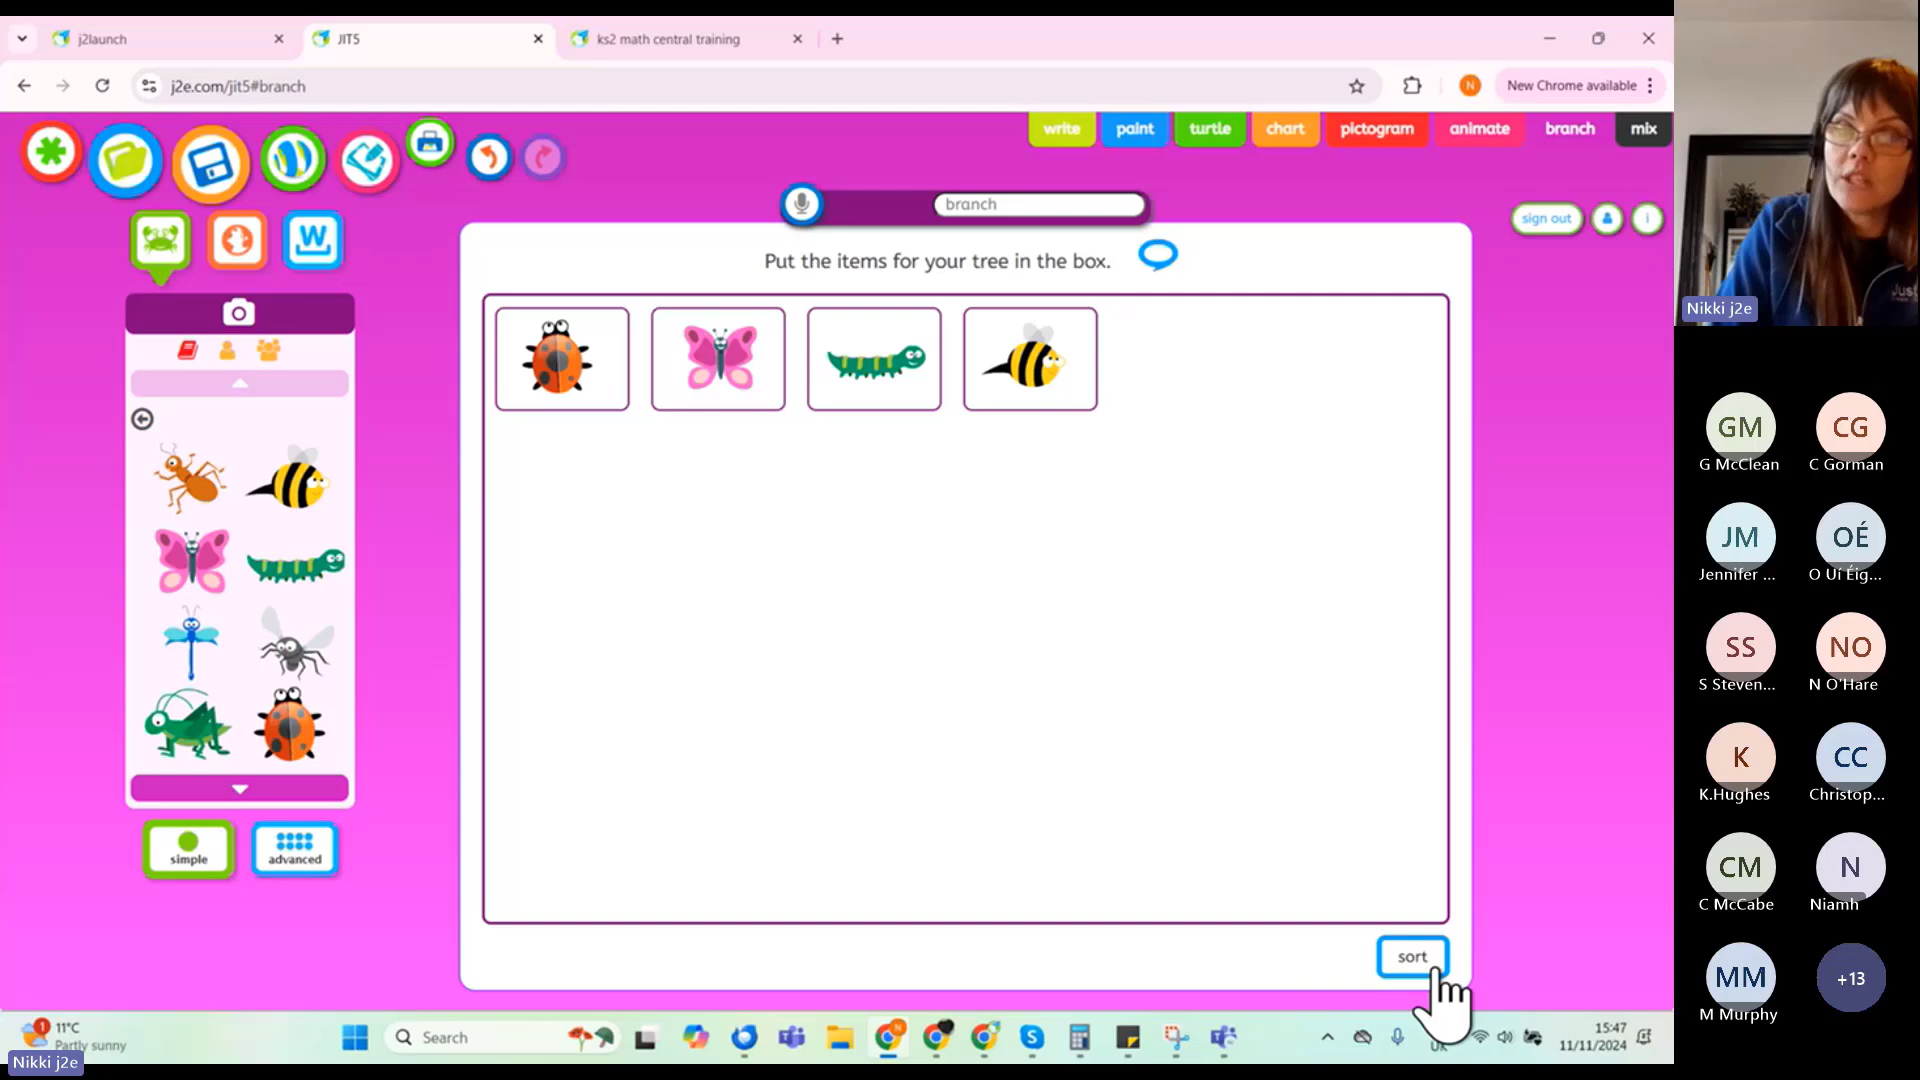 j2launch
JIT5
ks2 math central training
j2e.com/jit5#branch
N
New Chrome available
write
paint
turtle
chart
pictogram
animate
branch
mix
branch
sign out
i
W
Put the items for your tree in the box.
simple
advanced
sort
1
11°C
Partly sunny
Search
15:47
11/11/2024
Nikki j2e
Just
Nikki j2e
GM
G McClean
CG
C Gorman
JM
Jennifer ...
OÉ
O Uí Éig...
SS
S Steven...
NO
N O'Hare
K
K.Hughes
CC
Christop...
CM
C McCabe
N
Niamh
MM
M Murphy
+13